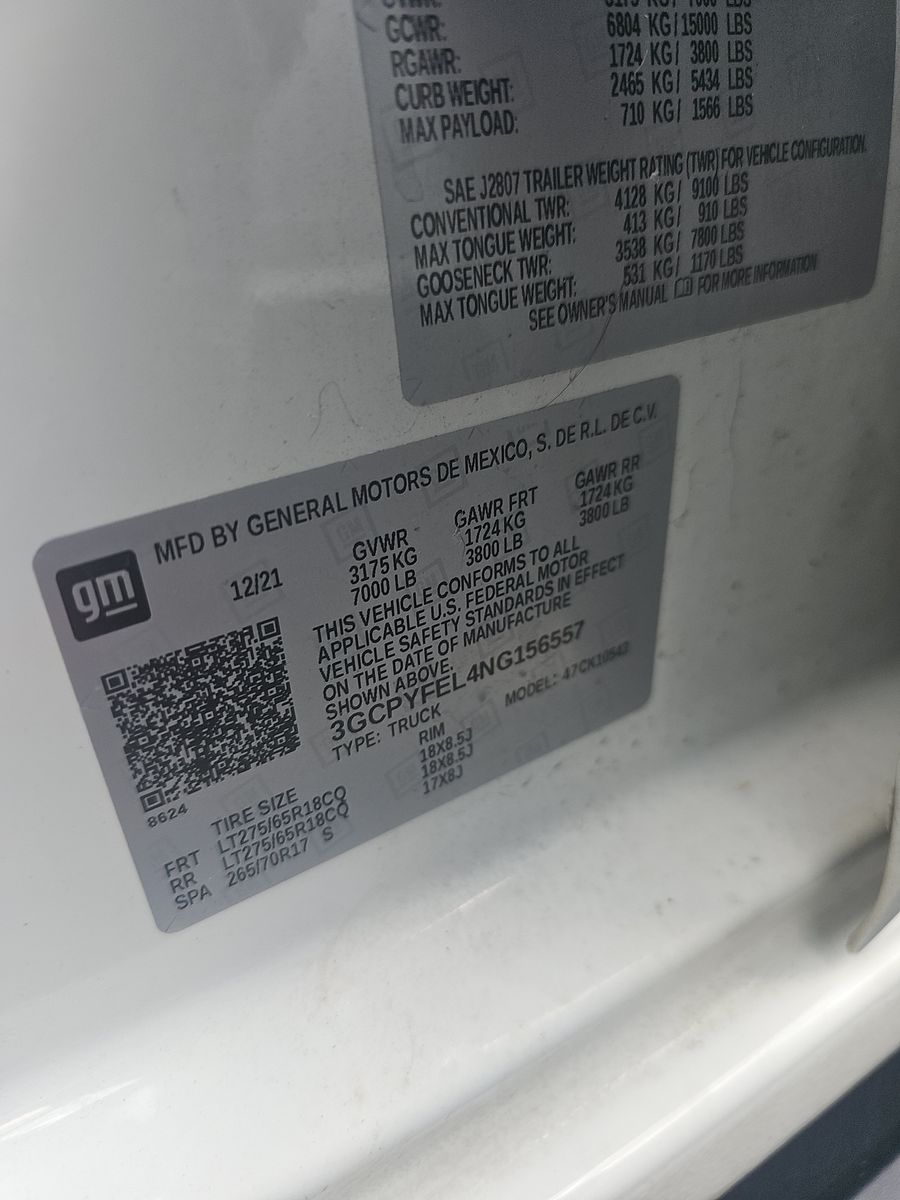 GCWR: 6804 KG/ 15000 LBS
RGAWR: 1724 KG/ 3800 LBS
CURB WEIGHT: 2465 KG/ 5434 LBS
MAX PAYLOAD: 710 KG/ 1566 LBS
SAE J2807 TRAILER WEIGHT RATING (TWR) FOR VEHICLE CONFIGURATION.
CONVENTIONAL TWR: 4128 KG/ 9100 LBS
MAX TONGUE WEIGHT: 413 KG/ 910 LBS
GOOSENECK TWR: 3538 KG/ 7800 LBS
MAX TONGUE WEIGHT: 531 KG/ 1170 LBS
SEE OWNER'S MANUAL FOR MORE INFORMATION
gm
MFD BY GENERAL MOTORS DE MEXICO, S. DE R.L. DE C.V.
12/21
GVWR GAWR FRT GAWR RR
3175 KG 1724 KG 1724 KG
7000 LB 3800 LB 3800 LB
THIS VEHICLE CONFORMS TO ALL
APPLICABLE U.S. FEDERAL MOTOR
VEHICLE SAFETY STANDARDS IN EFFECT
ON THE DATE OF MANUFACTURE
SHOWN ABOVE.
3GCPYFEL4NG156557
TYPE: TRUCK MODEL: 47CK10543
8624
TIRE SIZE RIM
FRT LT275/65R18CQ 18X8.5J
RR LT275/65R18CQ 18X8.5J
SPA 265/70R17 S 17X8J